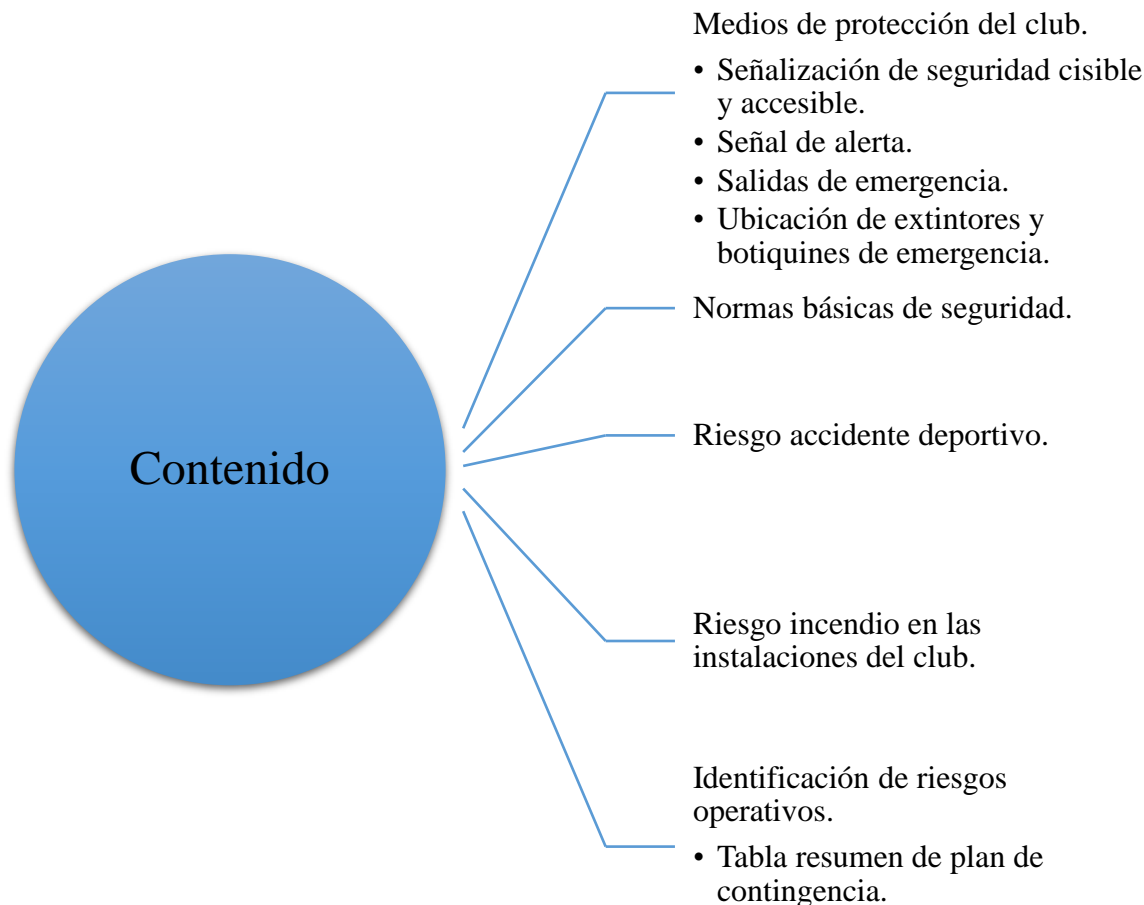 Contenido
Medios de protección del club.
• Señalización de seguridad cisible
y accesible.
• Señal de alerta.
• Salidas de emergencia.
• Ubicación de extintores y
botiquines de emergencia.
Normas básicas de seguridad.
Riesgo accidente deportivo.
Riesgo incendio en las
instalaciones del club.
Identificación de riesgos
operativos.
• Tabla resumen de plan de
contingencia.